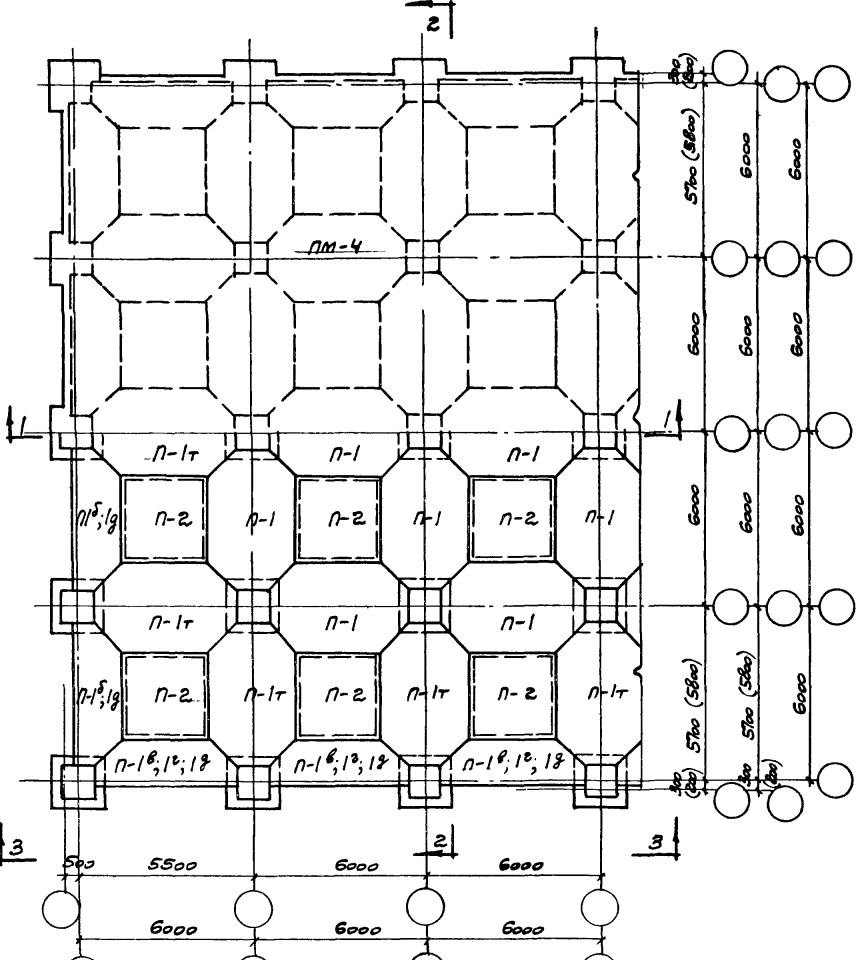 2
300
(200)
5700 (5800)
6000
6000
ПМ-4
6000
6000
6000
1
1
П-1т
П-1
П-1
П-1б; 1д
П-2
П-1
П-2
П-1
П-2
П-1
6000
6000
6000
П-1т
П-1
П-1
П-1б; 1д
П-2
П-1т
П-2
П-1т
П-2
П-1т
5700 (5800)
5700 (5800)
6000
П-1в; 1г; 1д
П-1в; 1г; 1д
П-1в; 1г; 1д
300
(200)
300
(200)
3
2
3
500
5500
6000
6000
6000
6000
6000